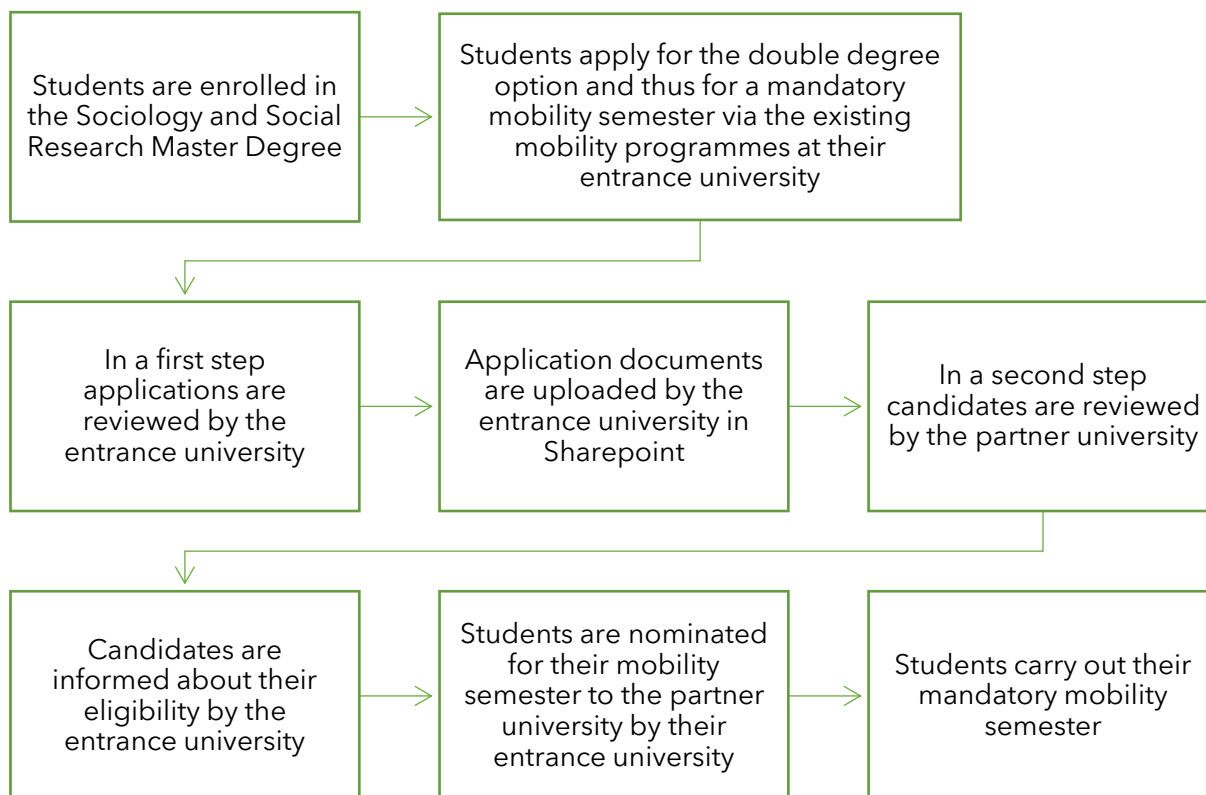 Students are enrolled in
the Sociology and Social
Research Master Degree
Students apply for the double degree
option and thus for a mandatory
mobility semester via the existing
mobility programmes at their
entrance university
In a first step
applications are
reviewed by the
entrance university
Application documents
are uploaded by the
entrance university in
Sharepoint
In a second step
candidates are reviewed
by the partner university
Candidates are
informed about their
eligibility by the
entrance university
Students are nominated
for their mobility
semester to the partner
university by their
entrance university
Students carry out their
mandatory mobility
semester